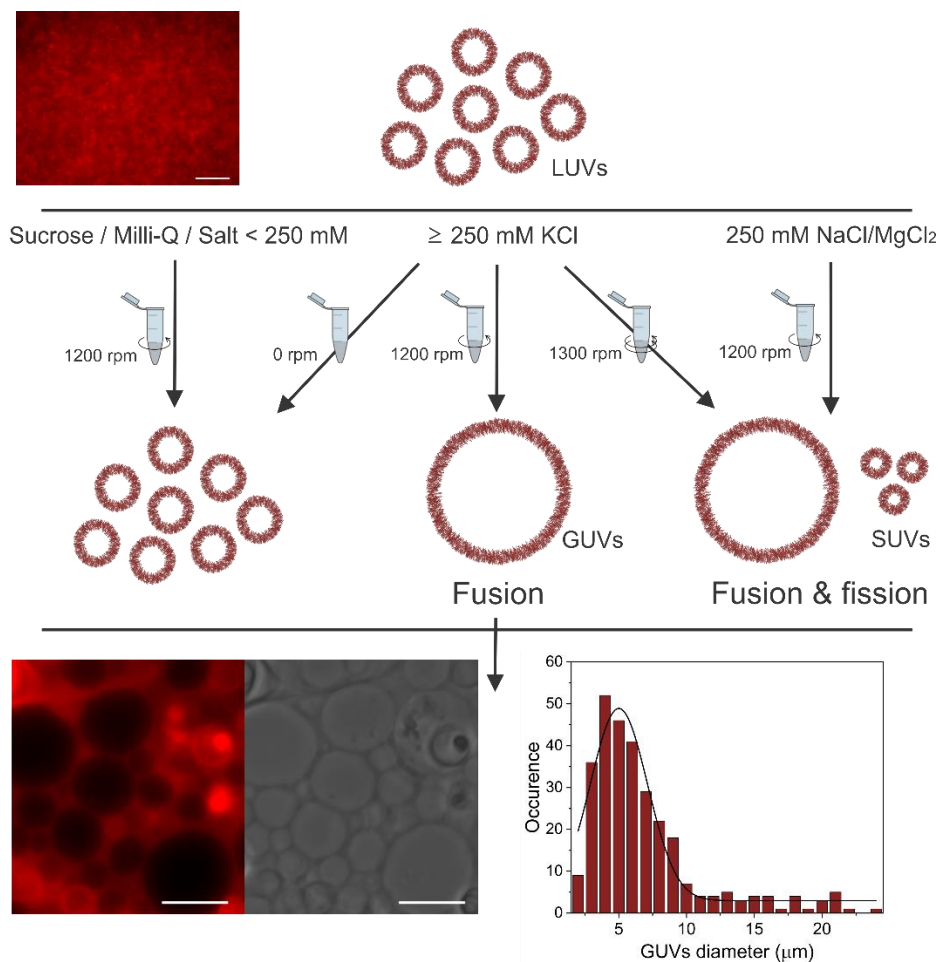 LUVs
Sucrose / Milli-Q / Salt < 250 mM
≥ 250 mM KCl
250 mM NaCl/MgCl₂
1200 rpm
0 rpm
1200 rpm
1300 rpm
1200 rpm
GUVs
SUVs
Fusion
Fusion & fission
60
50
40
30
20
10
0
Occurence
5
10
15
20
GUVs diameter (μm)